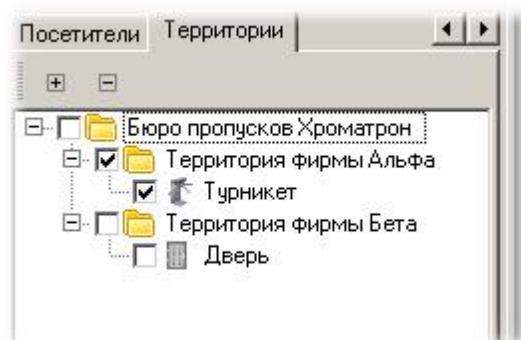 Посетители Территории
Бюро пропусков Хроматрон
Территория фирмы Альфа
Турникет
Территория фирмы Бета
Дверь